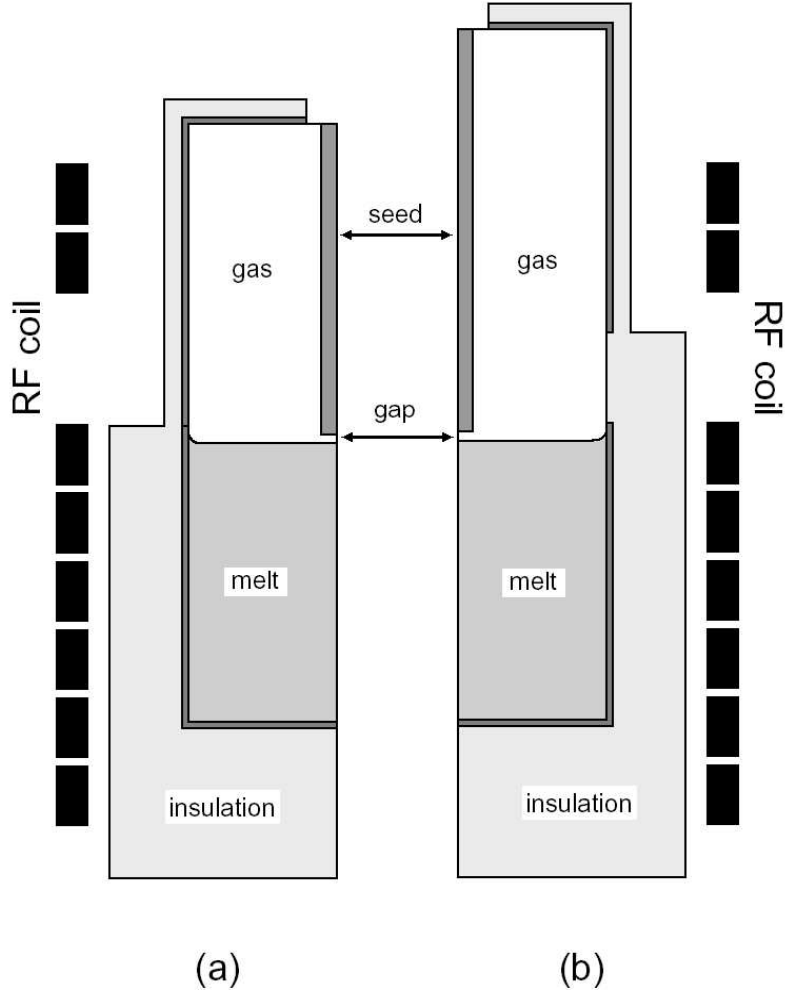 seed
gas
gas
RF coil
RF coil
gap
melt
melt
insulation
insulation
(a)
(b)